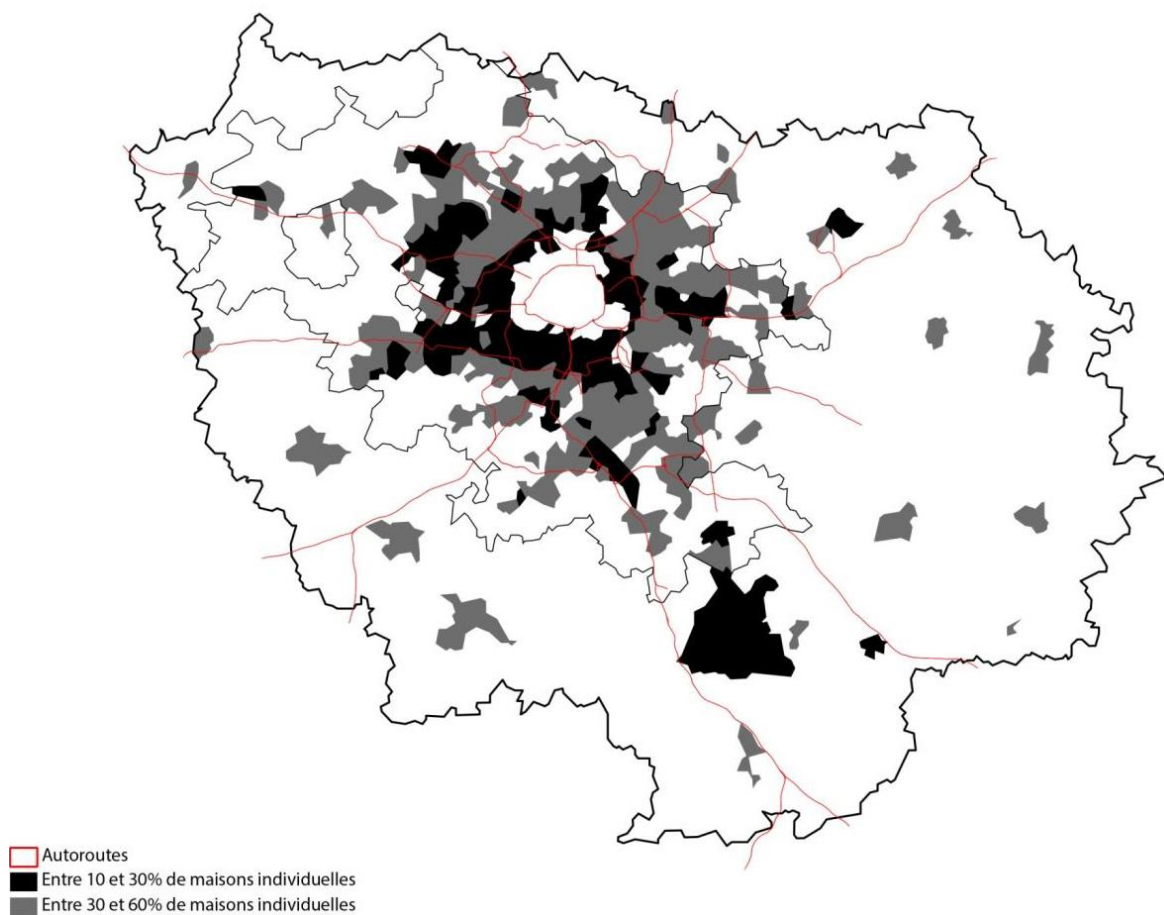 Autoroutes
Entre 10 et 30% de maisons individuelles
Entre 30 et 60% de maisons individuelles